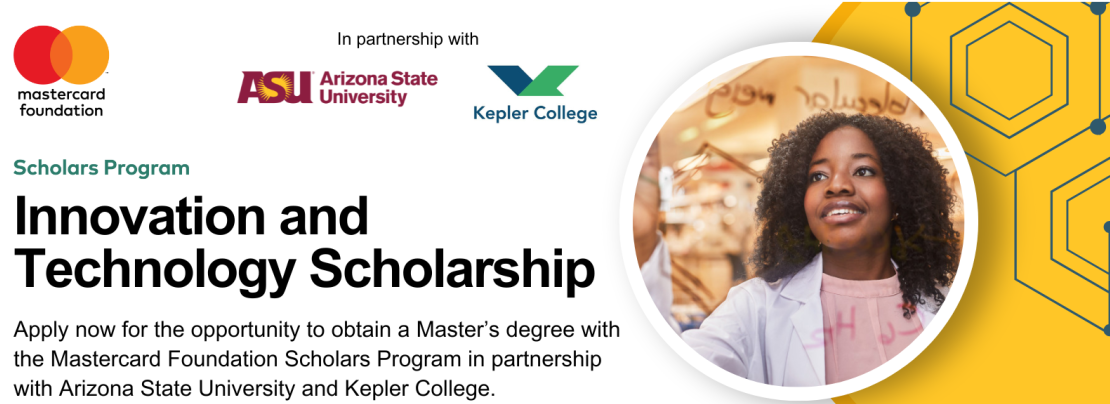 mastercard
foundation
In partnership with
ASU Arizona State
University
Kepler College
Scholars Program
Innovation and
Technology Scholarship
Apply now for the opportunity to obtain a Master's degree with
the Mastercard Foundation Scholars Program in partnership
with Arizona State University and Kepler College.